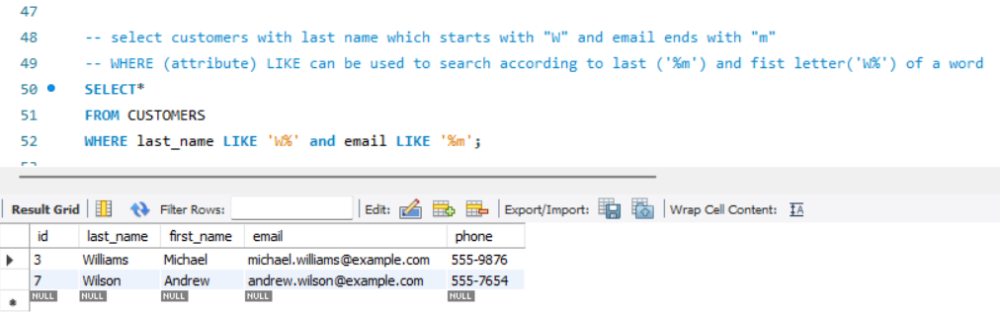 47
48 -- select customers with last name which starts with "W" and email ends with "m"
49 -- WHERE (attribute) LIKE can be used to search according to last ('%m') and fist letter('W%') of a word
50 SELECT*
51 FROM CUSTOMERS
52 WHERE last_name LIKE 'W%' and email LIKE '%m';
Result Grid Filter Rows: Edit: Export/Import: Wrap Cell Content: IA
id last_name first_name email phone
3 Williams Michael michael.williams@example.com 555-9876
7 Wilson Andrew andrew.wilson@example.com 555-7654
NULL NULL NULL NULL NULL